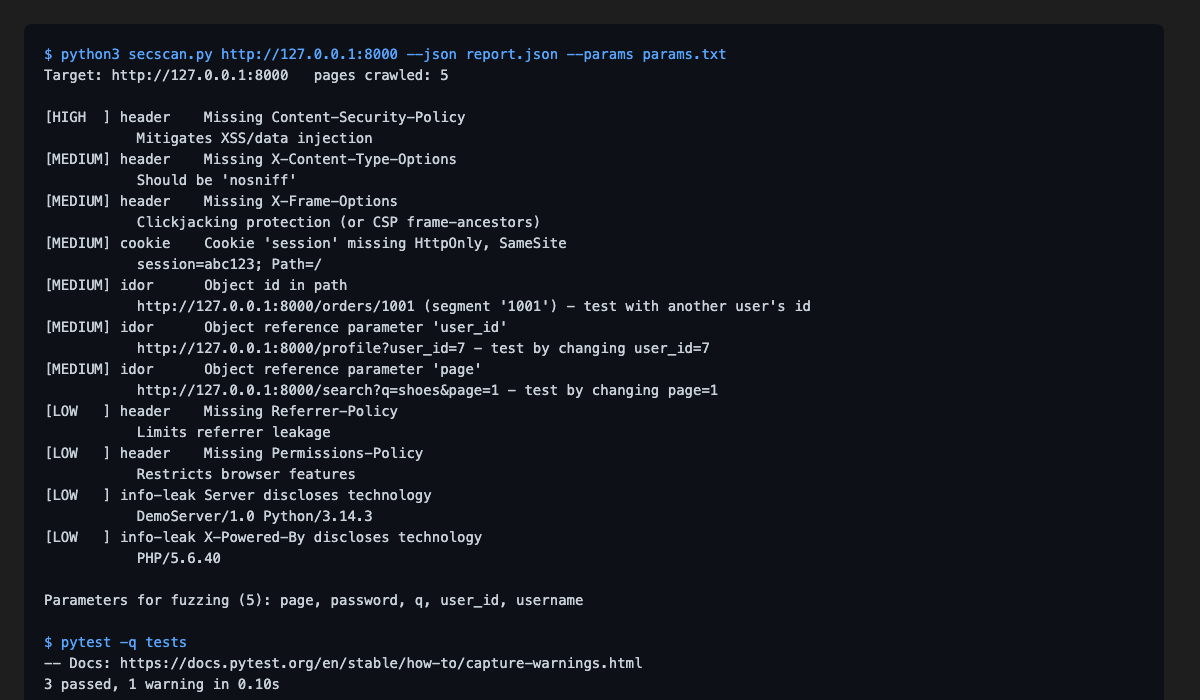 $ python3 secscan.py http://127.0.0.1:8000 --json report.json --params params.txt
Target: http://127.0.0.1:8000   pages crawled: 5
[HIGH  ] header    Missing Content-Security-Policy
Mitigates XSS/data injection
[MEDIUM] header    Missing X-Content-Type-Options
Should be 'nosniff'
[MEDIUM] header    Missing X-Frame-Options
Clickjacking protection (or CSP frame-ancestors)
[MEDIUM] cookie    Cookie 'session' missing HttpOnly, SameSite
session=abc123; Path=/
[MEDIUM] idor      Object id in path
http://127.0.0.1:8000/orders/1001 (segment '1001') - test with another user's id
[MEDIUM] idor      Object reference parameter 'user_id'
http://127.0.0.1:8000/profile?user_id=7 - test by changing user_id=7
[MEDIUM] idor      Object reference parameter 'page'
http://127.0.0.1:8000/search?q=shoes&page=1 - test by changing page=1
[LOW   ] header    Missing Referrer-Policy
Limits referrer leakage
[LOW   ] header    Missing Permissions-Policy
Restricts browser features
[LOW   ] info-leak Server discloses technology
DemoServer/1.0 Python/3.14.3
[LOW   ] info-leak X-Powered-By discloses technology
PHP/5.6.40
Parameters for fuzzing (5): page, password, q, user_id, username
$ pytest -q tests
-- Docs: https://docs.pytest.org/en/stable/how-to/capture-warnings.html
3 passed, 1 warning in 0.10s